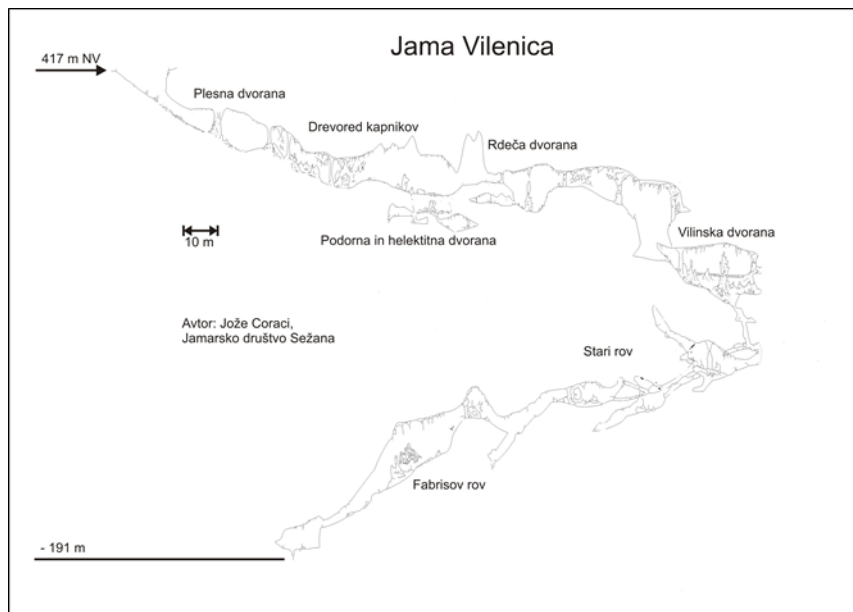 Jama Vilenica
417 m NV
Plesna dvorana
Drevored kapnikov
Rdeča dvorana
Vilinska dvorana
10 m
Podorna in helektitna dvorana
Avtor: Jože Coraci,
Jamarsko društvo Sežana
Stari rov
Fabrisov rov
- 191 m